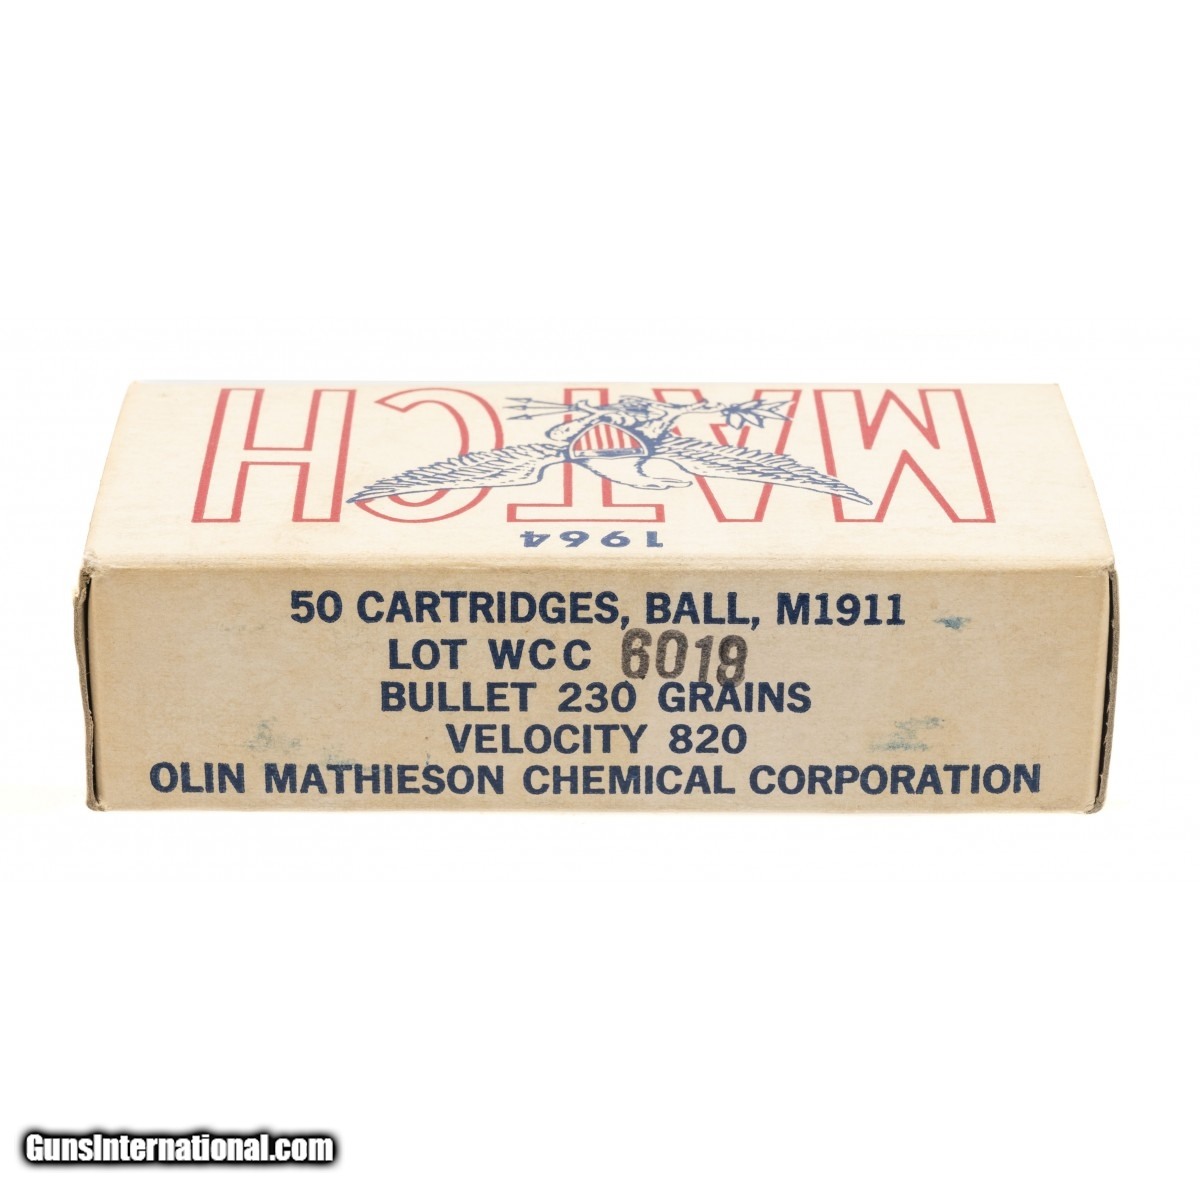 MATCH
1964
50 CARTRIDGES, BALL, M1911
LOT WCC 6019
BULLET 230 GRAINS
VELOCITY 820
OLIN MATHIESON CHEMICAL CORPORATION
GunsInternational.com